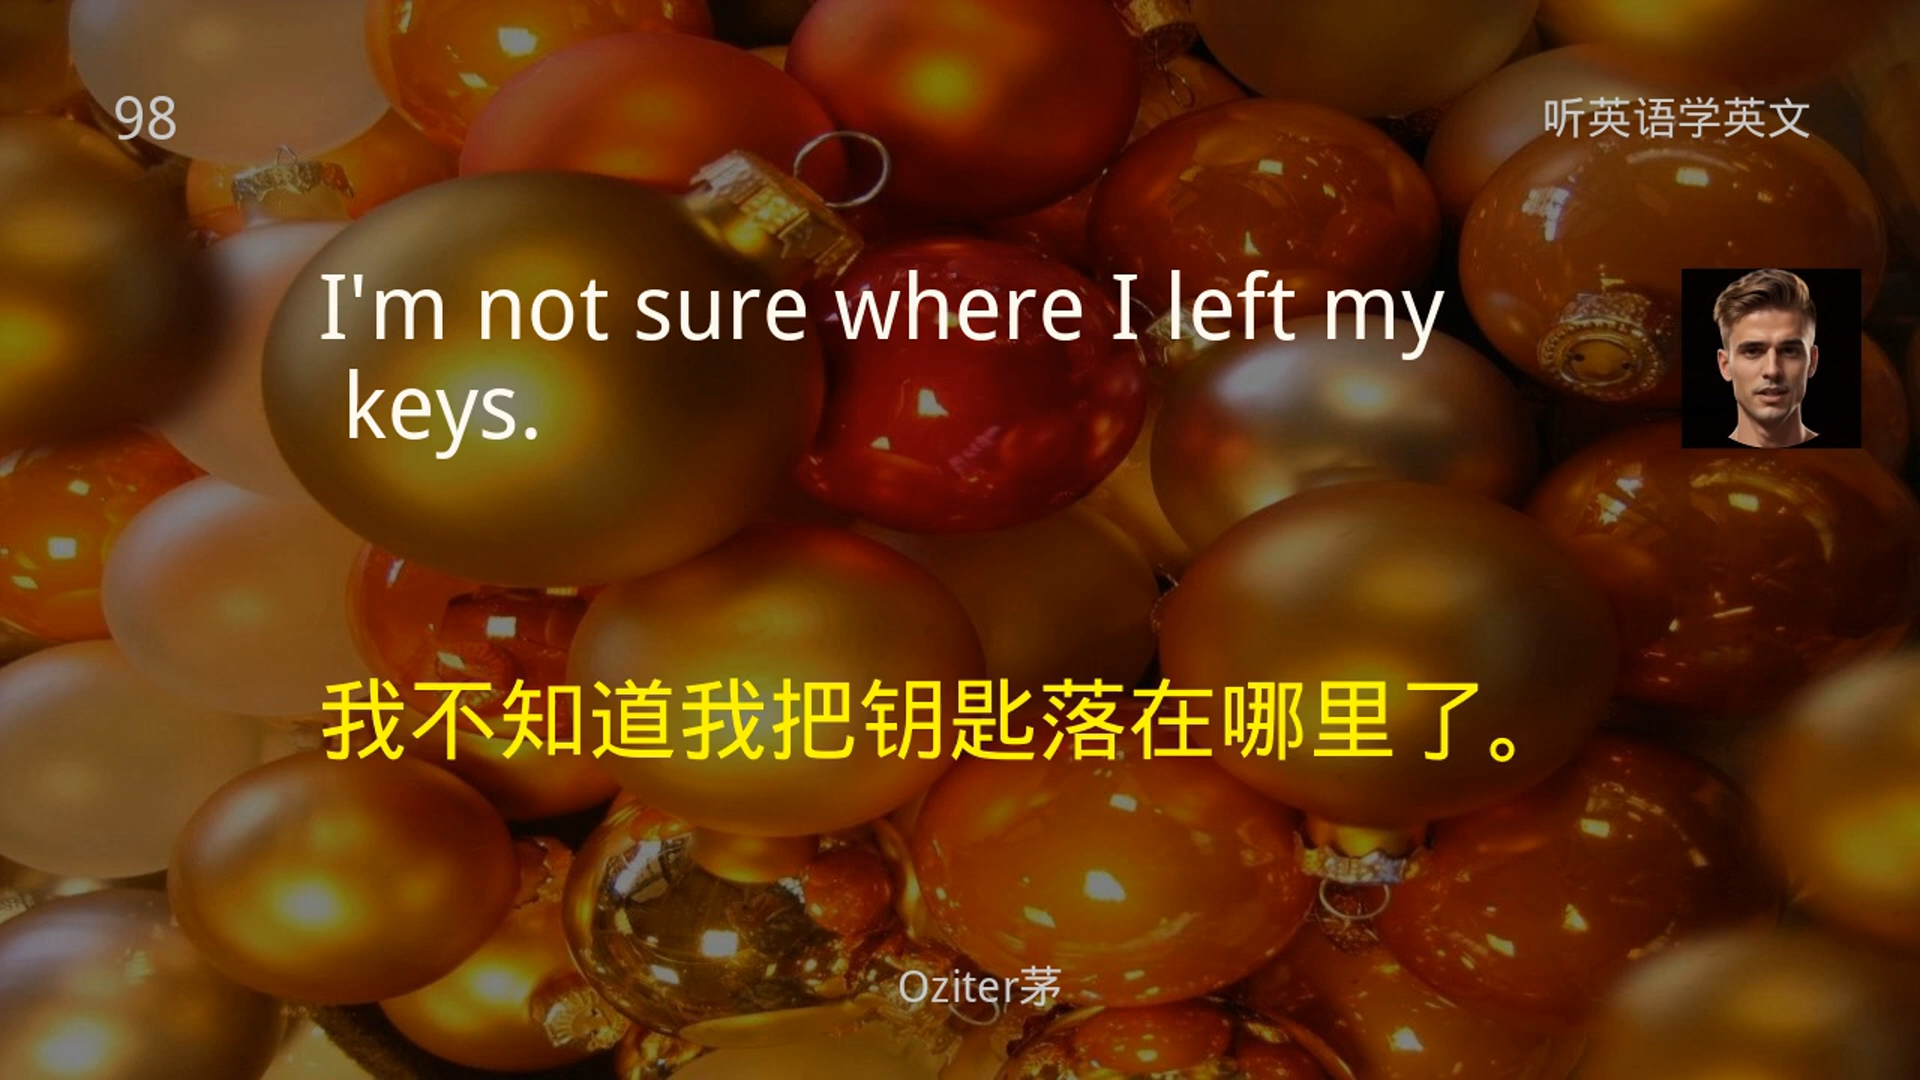 98
听英语学英文
I'm not sure where I left my
keys.
我不知道我把钥匙落在哪里了。
Oziter茅